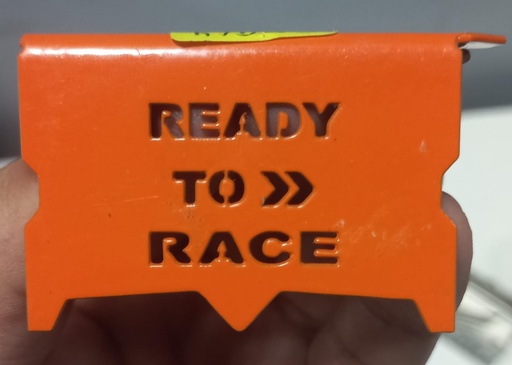 READY
TO »
RACE